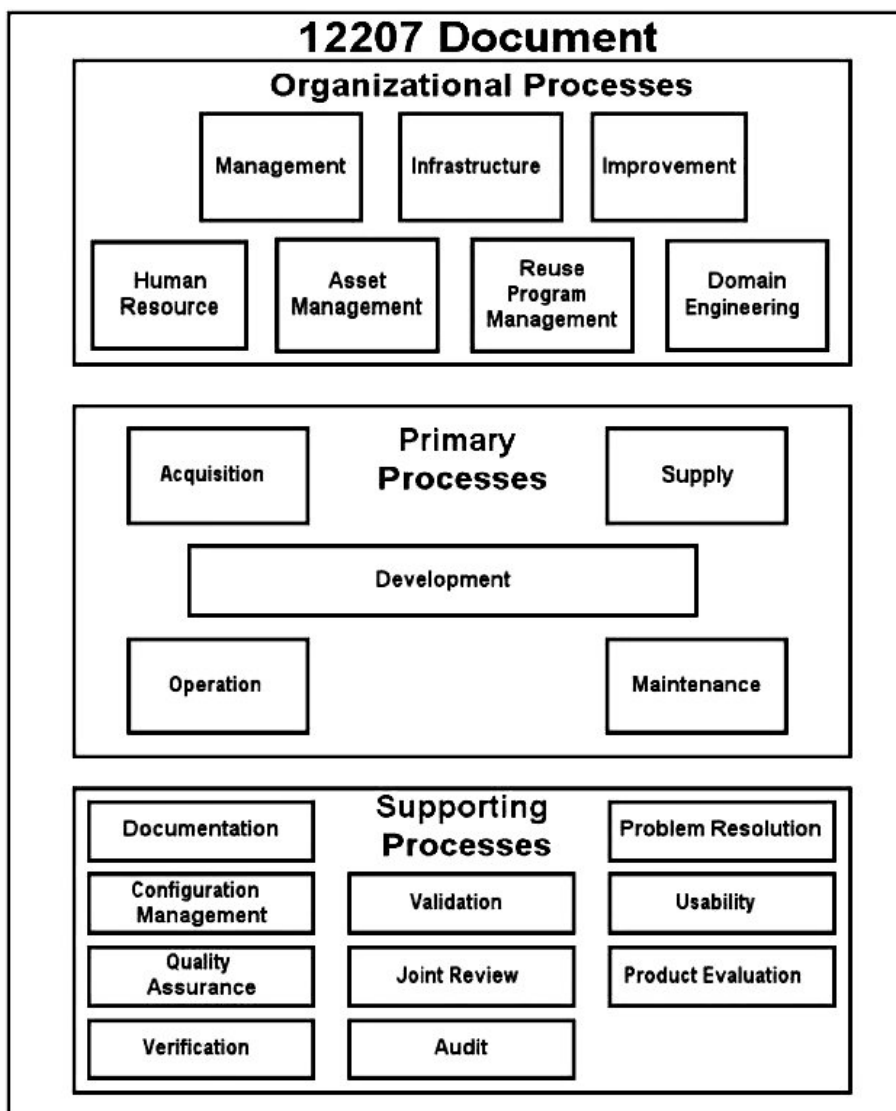 12207 Document
Organizational Processes
Management
Infrastructure
Improvement
Human
Resource
Asset
Management
Reuse
Program
Management
Domain
Engineering
Primary
Processes
Acquisition
Supply
Development
Operation
Maintenance
Supporting
Processes
Documentation
Problem Resolution
Configuration
Management
Validation
Usability
Quality
Assurance
Joint Review
Product Evaluation
Verification
Audit